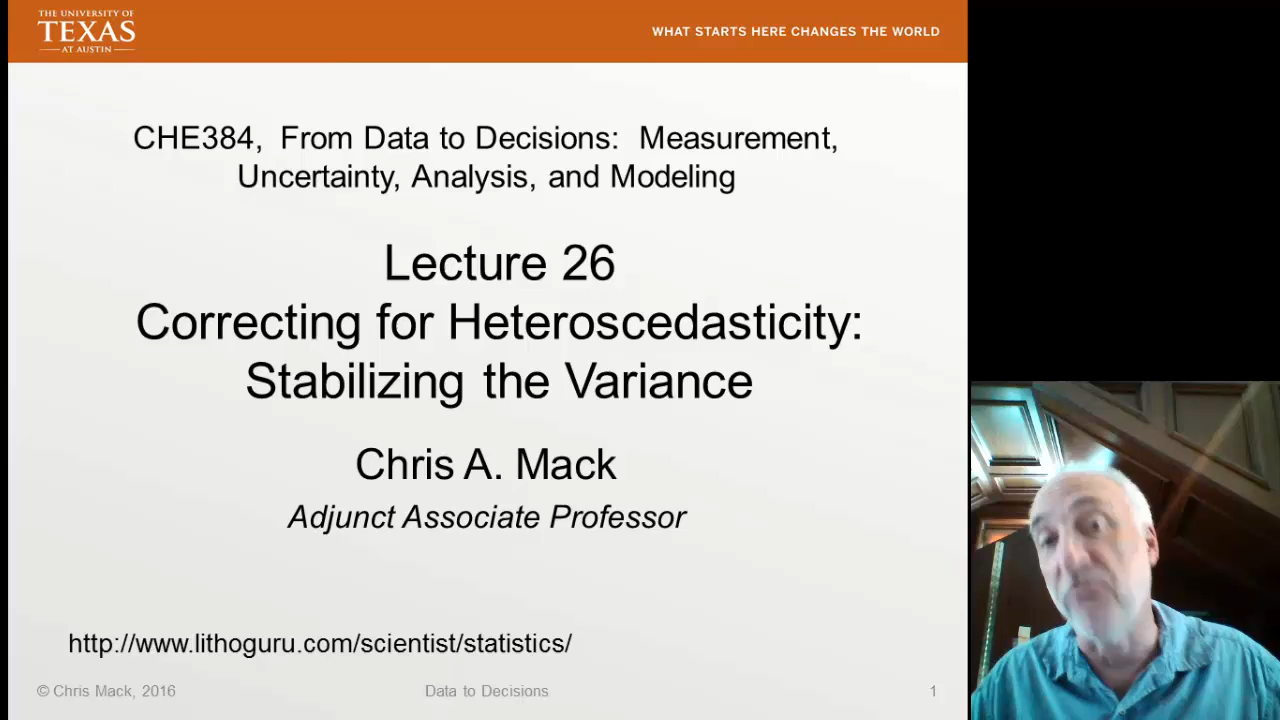 THE UNIVERSITY OF
TEXAS
AT AUSTIN
WHAT STARTS HERE CHANGES THE WORLD
CHE384, From Data to Decisions: Measurement,
Uncertainty, Analysis, and Modeling
Lecture 26
Correcting for Heteroscedasticity:
Stabilizing the Variance
Chris A. Mack
Adjunct Associate Professor
http://www.lithoguru.com/scientist/statistics/
© Chris Mack, 2016
Data to Decisions
1